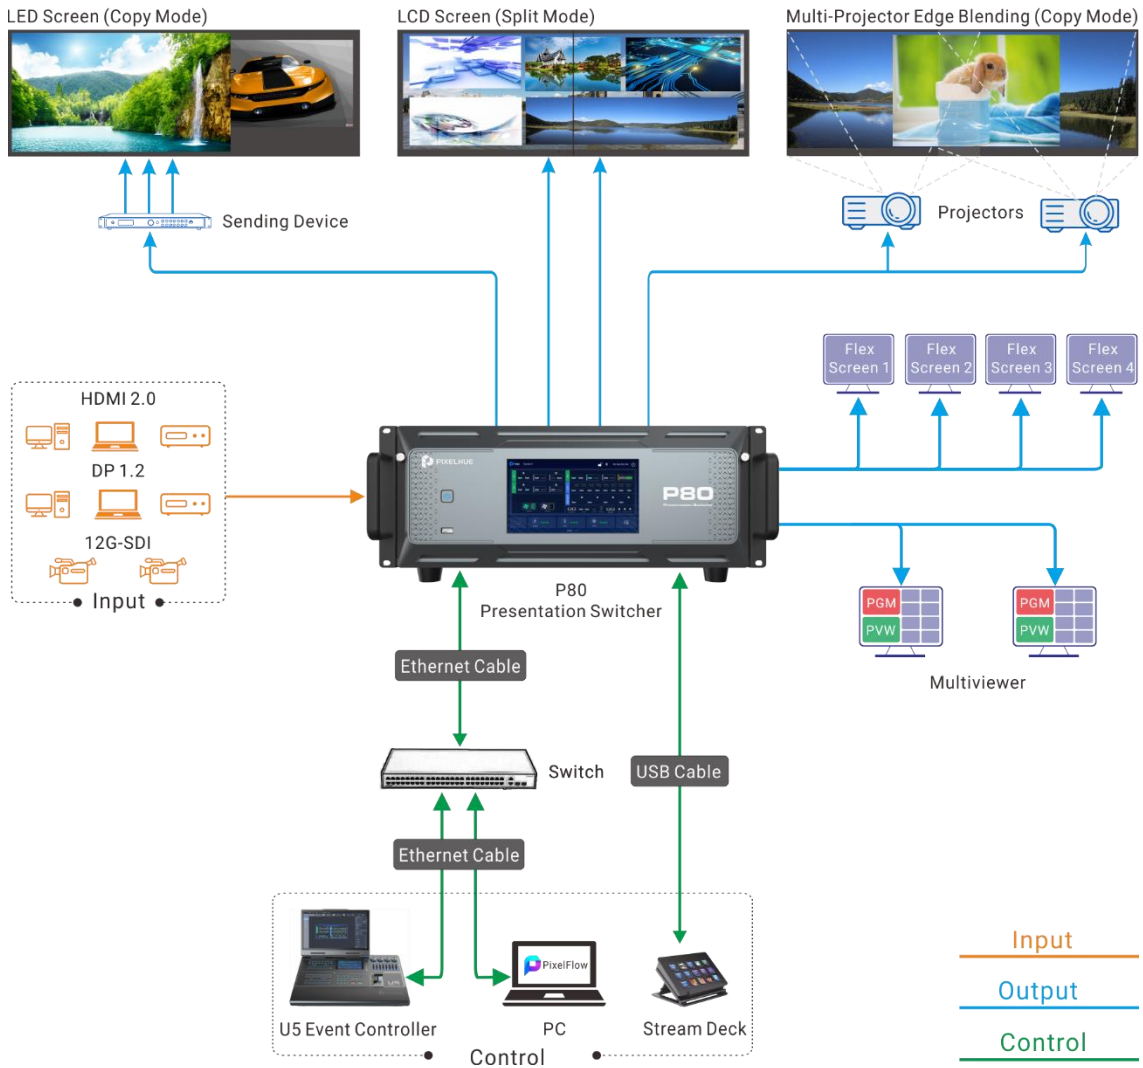 LED Screen (Copy Mode)
LCD Screen (Split Mode)
Multi-Projector Edge Blending (Copy Mode)
Sending Device
Projectors
Flex
Screen 1
Flex
Screen 2
Flex
Screen 3
Flex
Screen 4
HDMI 2.0
DP 1.2
12G-SDI
Input
PIXELHUE
P80
P80
Presentation Switcher
PGM
PVW
PGM
PVW
Multiviewer
Ethernet Cable
Switch
USB Cable
Ethernet Cable
PixelFlow
U5 Event Controller
PC
Stream Deck
Control
Input
Output
Control